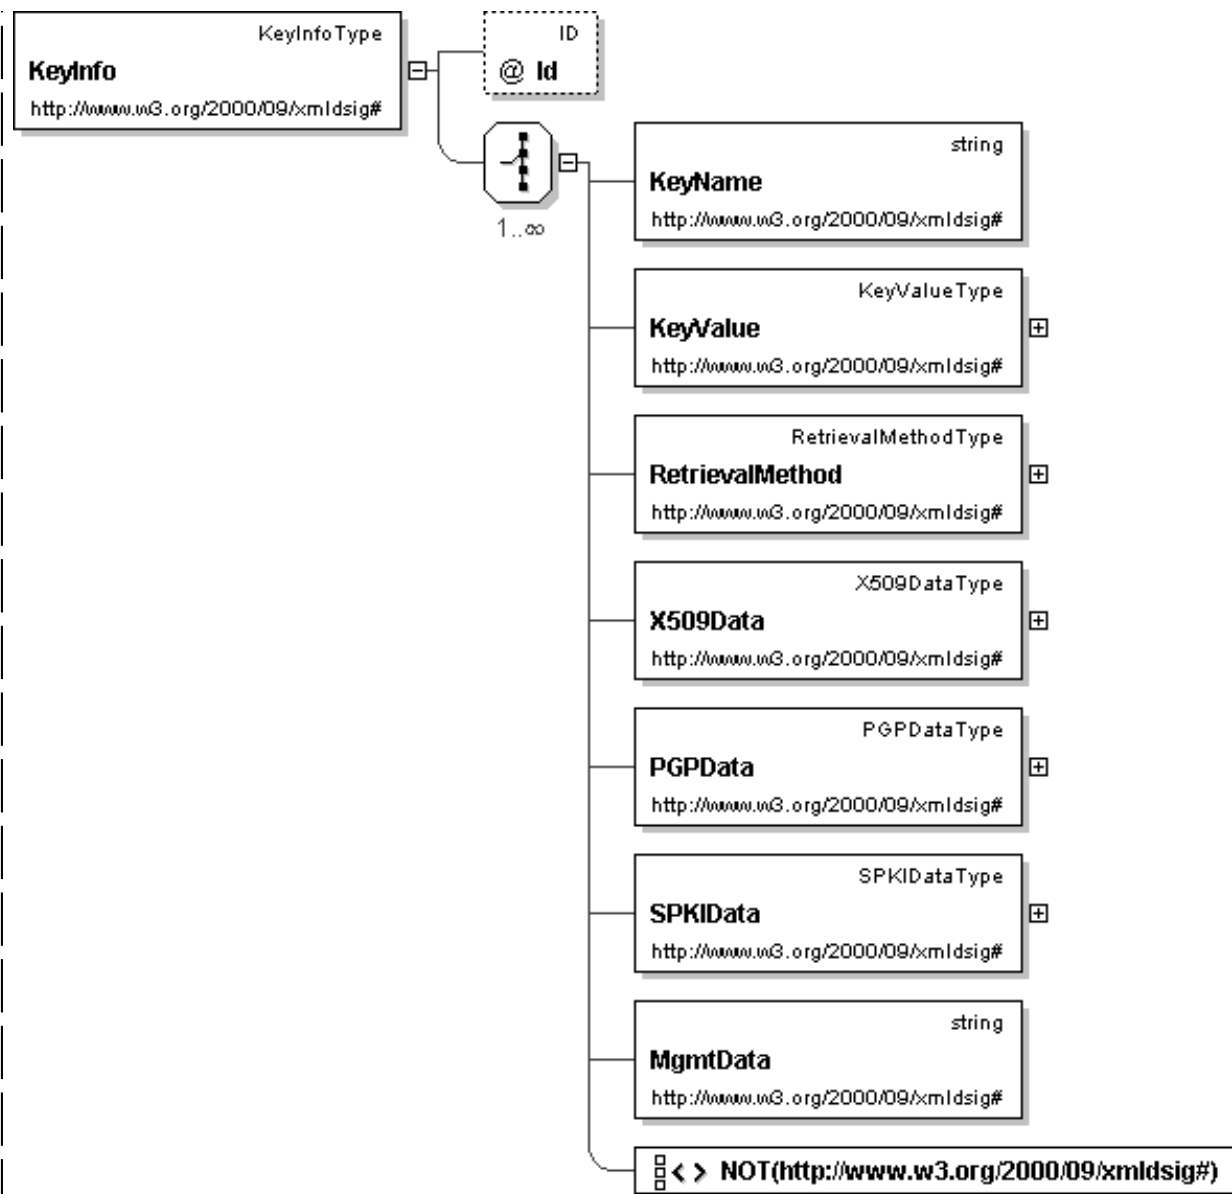 KeyInfoType
KeyInfo
http://www.w3.org/2000/09/xmldsig#
ID
@ Id
1..∞
string
KeyName
http://www.w3.org/2000/09/xmldsig#
KeyValueType
KeyValue
http://www.w3.org/2000/09/xmldsig#
RetrievalMethodType
RetrievalMethod
http://www.w3.org/2000/09/xmldsig#
X509DataType
X509Data
http://www.w3.org/2000/09/xmldsig#
PGPDataType
PGPData
http://www.w3.org/2000/09/xmldsig#
SPKIDataType
SPKIData
http://www.w3.org/2000/09/xmldsig#
string
MgmtData
http://www.w3.org/2000/09/xmldsig#
< > NOT(http://www.w3.org/2000/09/xmldsig#)